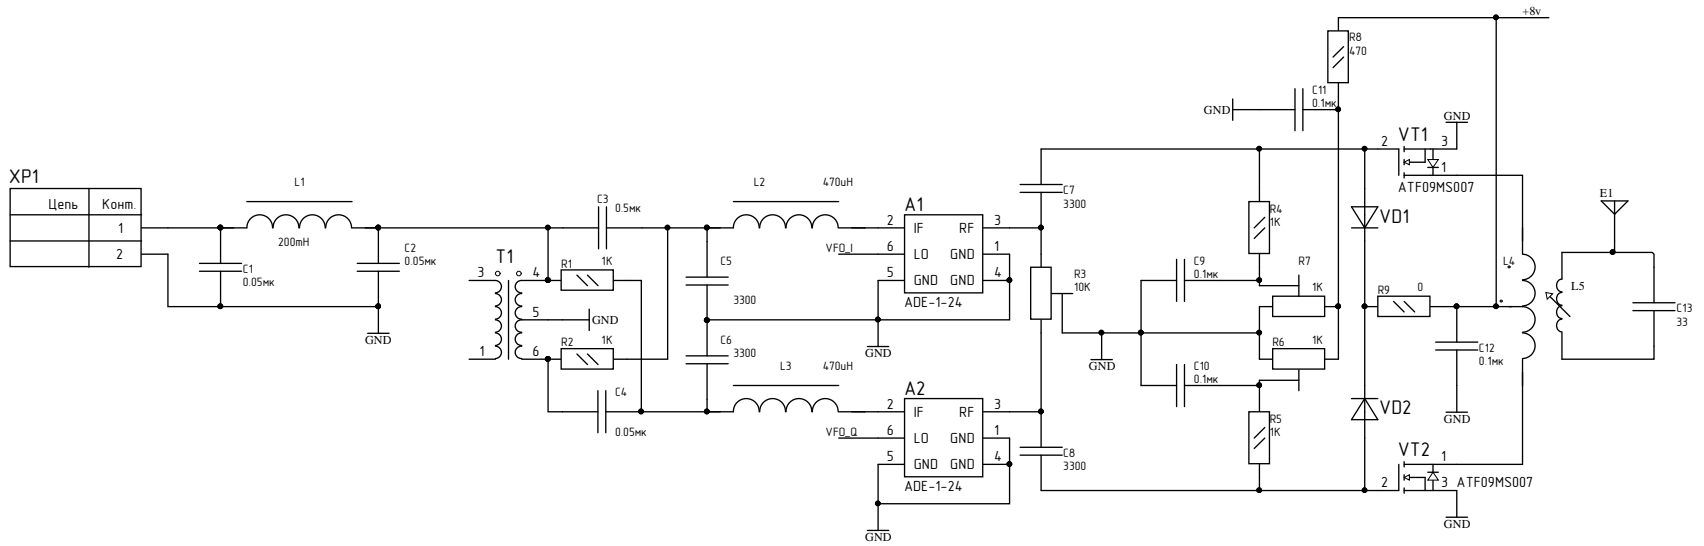 +8v
R8
470
C11
0.1мк
GND
GND
VT1
2
3
1
ATF09MS007
XP1
Цепь
Конт.
1
2
L1
200mH
C1
0.05мк
C2
0.05мк
GND
T1
3
4
5
1
6
GND
R1
1K
R2
1K
C3
0.5мк
C4
0.05мк
L2
470uH
C5
3300
C6
3300
L3
470uH
VFO_I
A1
2
IF
RF
3
6
LO
1
5
GND
GND
4
ADE-1-24
GND
VFO_Q
A2
2
IF
RF
3
6
LO
GND
1
5
GND
GND
4
ADE-1-24
GND
C7
3300
R3
10K
C8
3300
GND
C9
0.1мк
C10
0.1мк
R4
1K
R7
1K
R6
1K
R5
1K
VD1
VD2
R9
0
C12
0.1мк
GND
VT2
1
2
3
ATF09MS007
GND
L4
L5
E1
C13
33